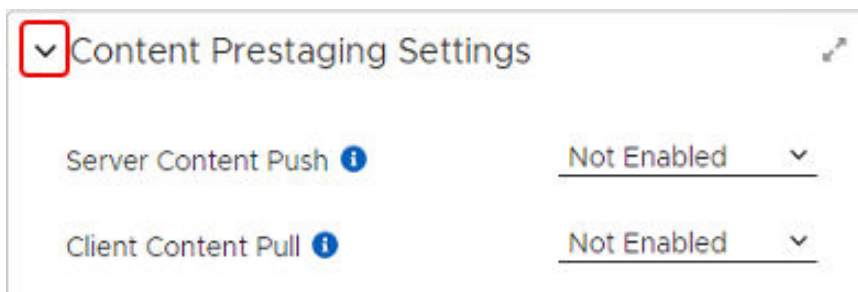 Content Prestaging Settings
Server Content Push Not Enabled
Client Content Pull Not Enabled